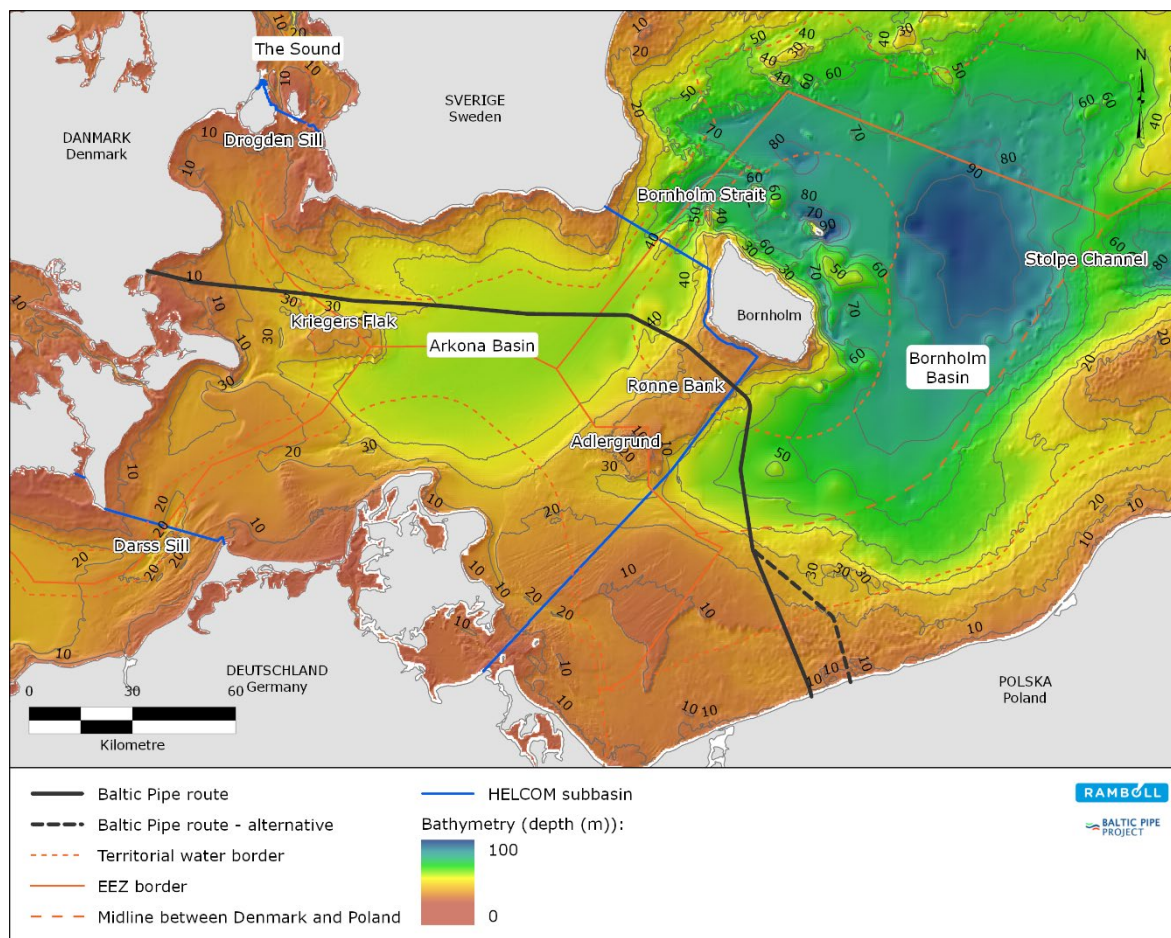 The Sound
SVERIGE
Sweden
DANMARK
Denmark
Drogden Sill
N
Bornholm Strait
Stolpe Channel
Kriegers Flak
Bornholm
Arkona Basin
Bornholm
Basin
Rønne Bank
Adlergrund
Darss Sill
DEUTSCHLAND
Germany
POLSKA
Poland
0 30 60
Kilometre
Baltic Pipe route
Baltic Pipe route - alternative
Territorial water border
EEZ border
Midline between Denmark and Poland
HELCOM subbasin
Bathymetry (depth (m)):
100
0
RAMBOLL
BALTIC PIPE
PROJECT